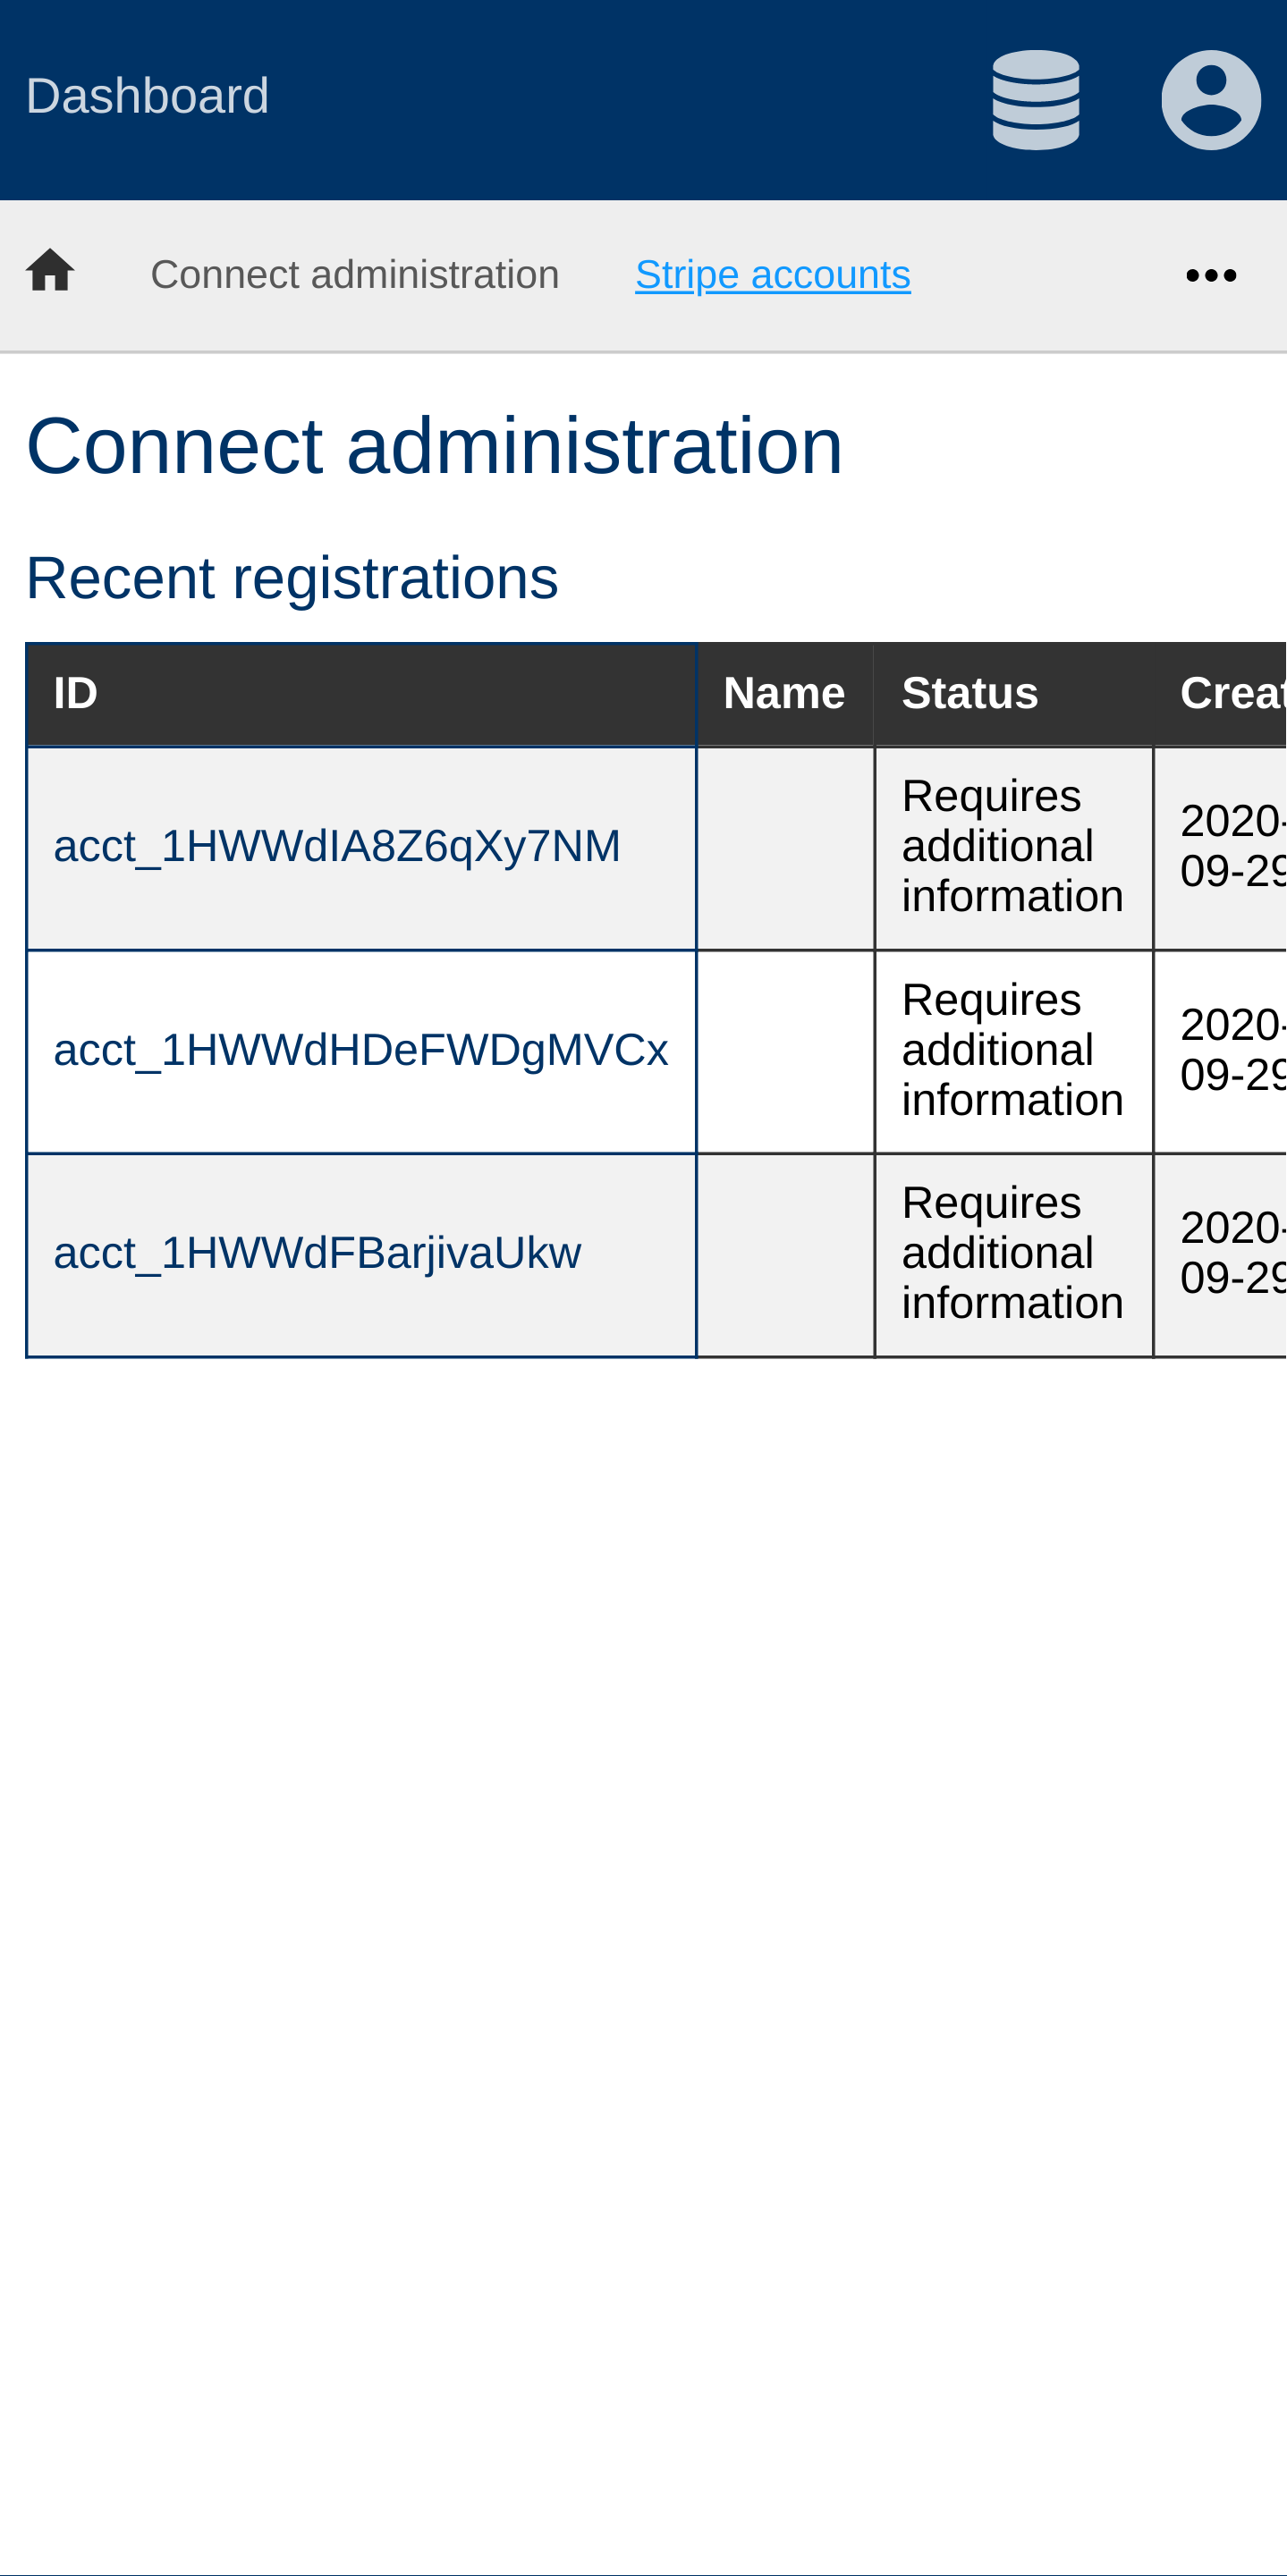 Dashboard
Connect administration Stripe accounts
Connect administration
Recent registrations
ID Name Status Creat
acct_1HWWdIA8Z6qXy7NM Requires additional information 2020-09-29
acct_1HWWdHDeFWDgMVCx Requires additional information 2020-09-29
acct_1HWWdFBarjivaUkw Requires additional information 2020-09-29